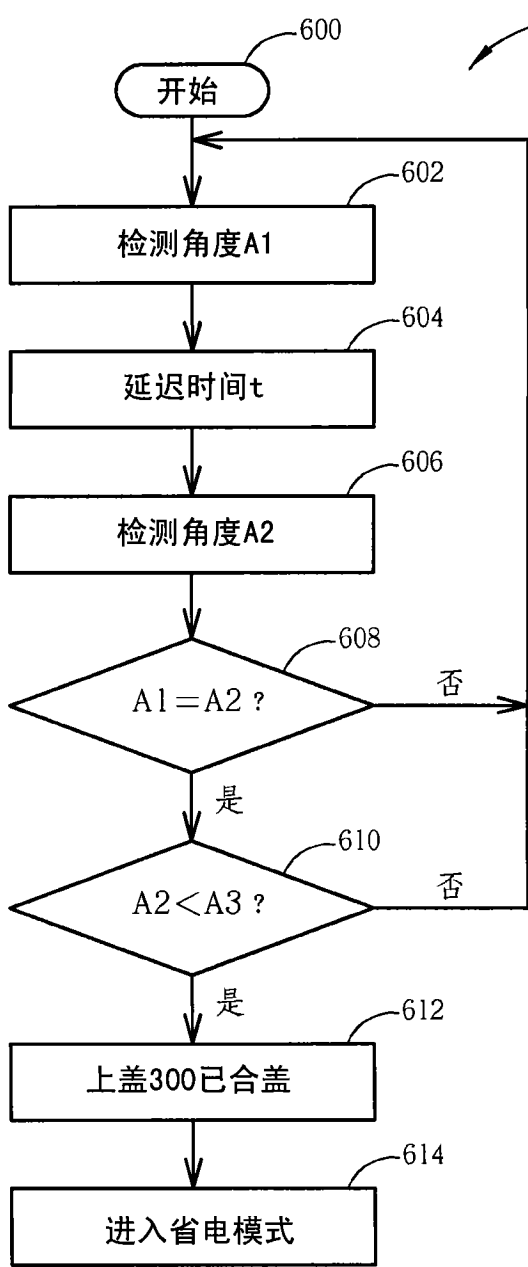 600
开始
602
检测角度A1
604
延迟时间t
606
检测角度A2
608
A1=A2?
否
是
610
A2<A3?
否
是
612
上盖300已合盖
614
进入省电模式